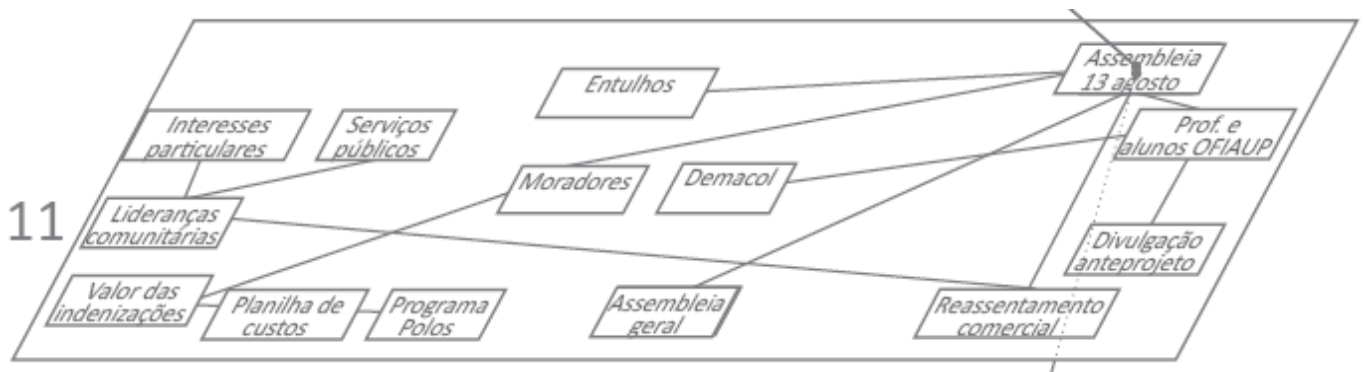 Assembleia
13 agosto
Entulhos
Interesses
particulares
Serviços
públicos
Prof. e
alunos OFIAUP
Moradores
Demacol
11
Lideranças
comunitárias
Divulgação
anteprojeto
Valor das
indenizações
Planilha de
custos
Programa
Polos
Assembleia
geral
Reassentamento
comercial